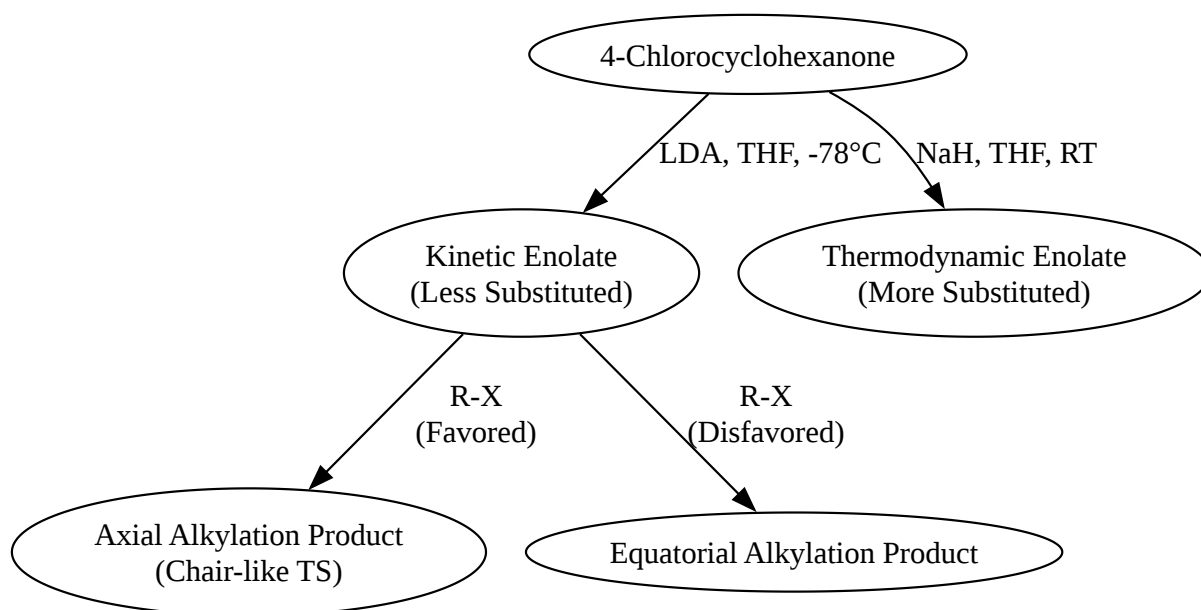 4-Chlorocyclohexanone
LDA, THF, -78°C
NaH, THF, RT
Kinetic Enolate
(Less Substituted)
Thermodynamic Enolate
(More Substituted)
R-X
(Favored)
R-X
(Disfavored)
Axial Alkylation Product
(Chair-like TS)
Equatorial Alkylation Product